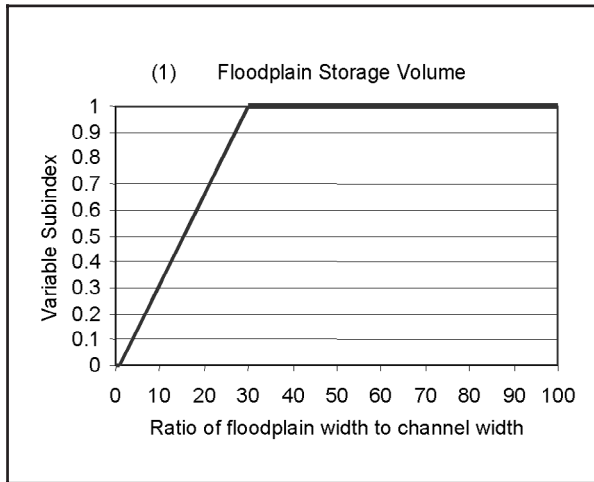 (1) Floodplain Storage Volume
Variable Subindex
1
0.9
0.8
0.7
0.6
0.5
0.4
0.3
0.2
0.1
0
0 10 20 30 40 50 60 70 80 90 100
Ratio of floodplain width to channel width